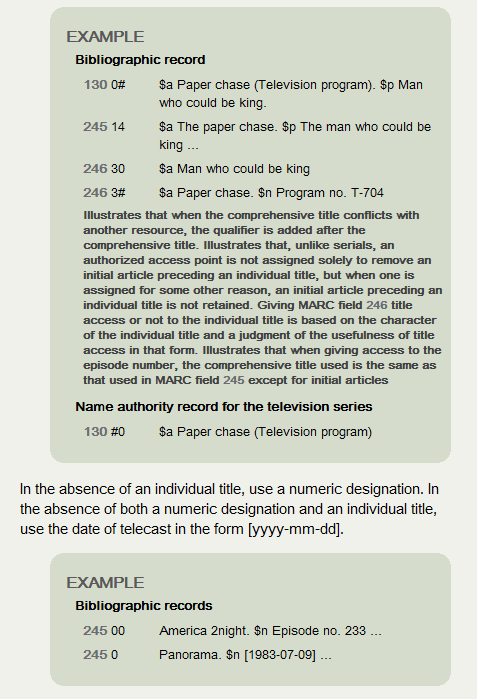 EXAMPLE
Bibliographic record
130 0# $a Paper chase (Television program). $p Man
who could be king.
245 14 $a The paper chase. $p The man who could be
king ...
246 30 $a Man who could be king
246 3# $a Paper chase. $n Program no. T-704
Illustrates that when the comprehensive title conflicts with
another resource, the qualifier is added after the
comprehensive title. Illustrates that, unlike serials, an
authorized access point is not assigned solely to remove an
initial article preceding an individual title, but when one is
assigned for some other reason, an initial article preceding an
individual title is not retained. Giving MARC field 246 title
access or not to the individual title is based on the character
of the individual title and a judgment of the usefulness of title
access in that form. Illustrates that when giving access to the
episode number, the comprehensive title used is the same as
that used in MARC field 245 except for initial articles
Name authority record for the television series
130 #0 $a Paper chase (Television program)
In the absence of an individual title, use a numeric designation. In
the absence of both a numeric designation and an individual title,
use the date of telecast in the form [yyyy-mm-dd].
EXAMPLE
Bibliographic records
245 00 America 2night. $n Episode no. 233 ...
245 0 Panorama. $n [1983-07-09] ...